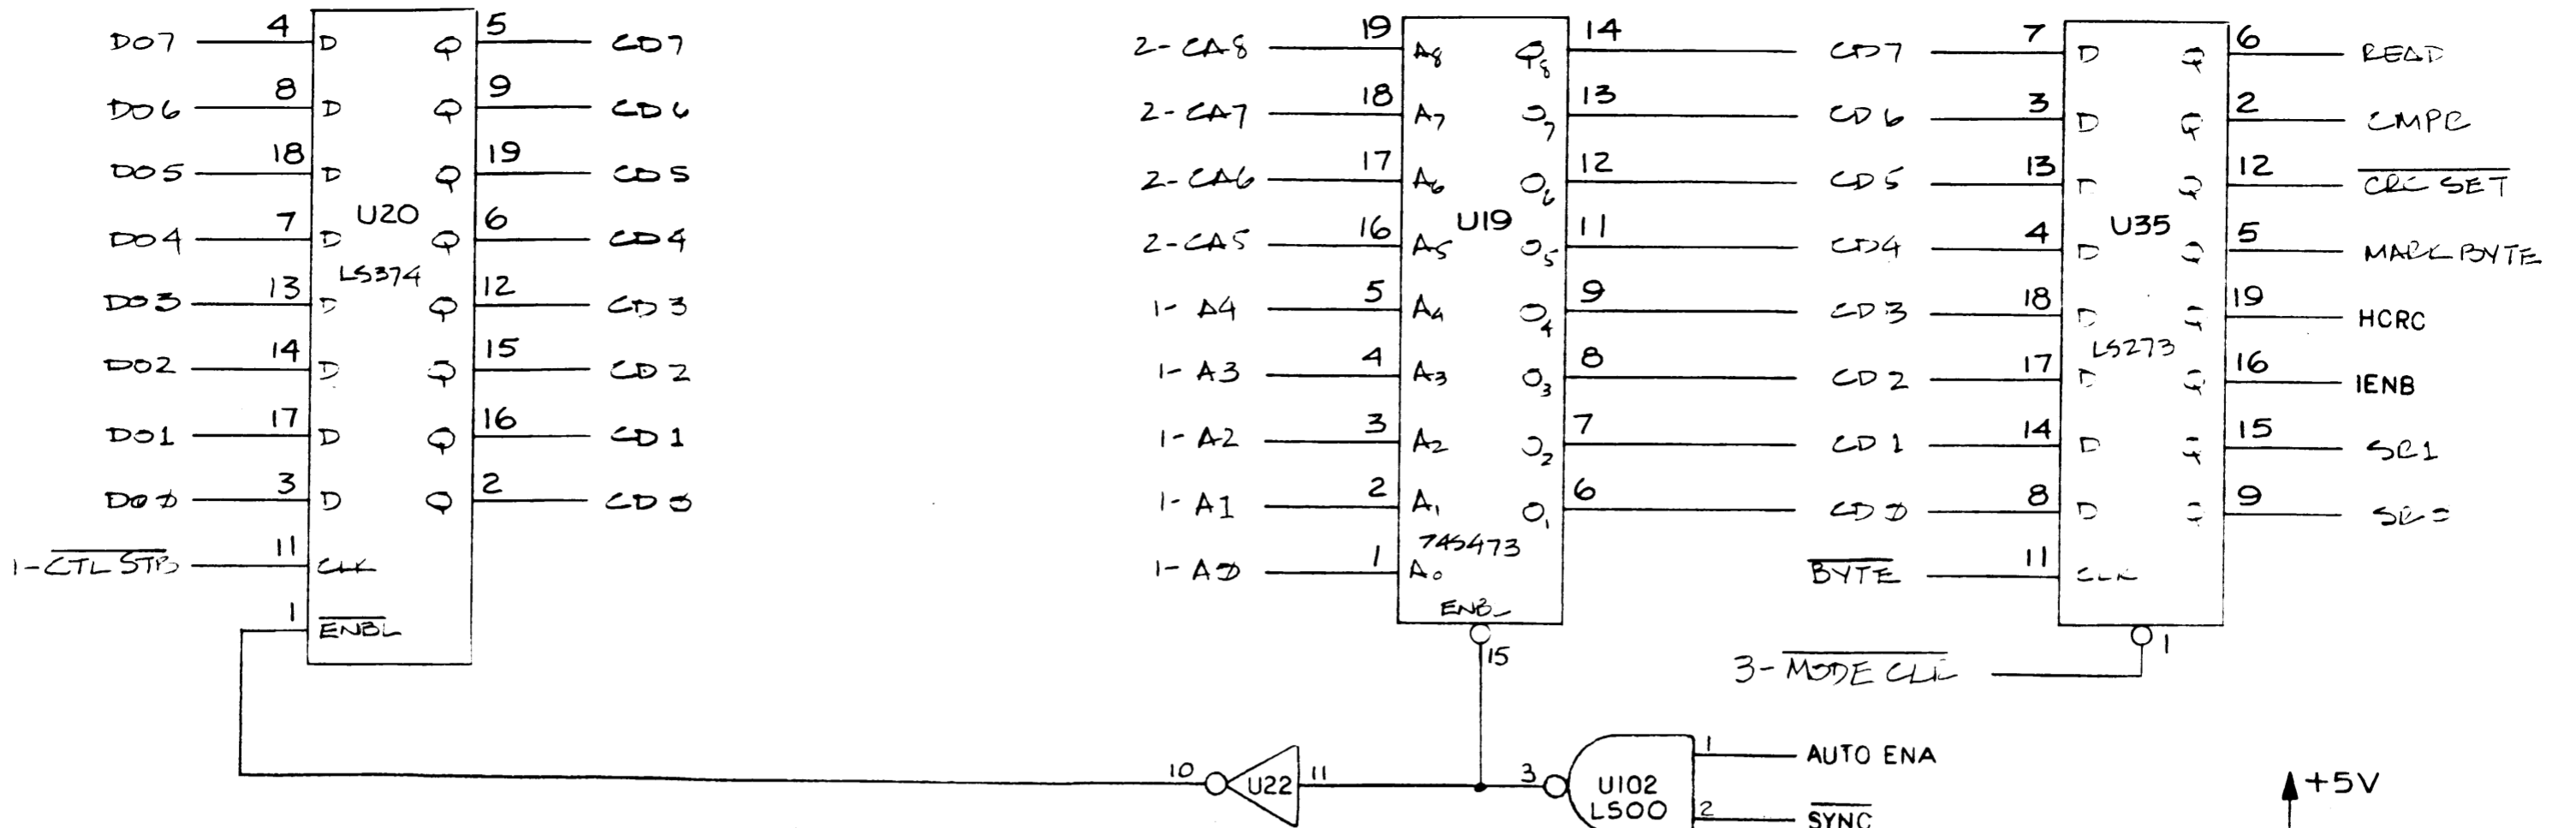 DO7 4 D Q 5 CD7
DO6 8 D Q 9 CD6
DO5 18 D Q 19 CD5
DO4 7 D Q 6 CD4
DO3 13 D Q 12 CD3
DO2 14 D Q 15 CD2
DO1 17 D Q 16 CD1
DO0 3 D Q 2 CD0
U20
LS374
1-CTL STB 11 CLK
1 ENBL
2-CA8 19 A8 O8 14 CD7
2-CA7 18 A7 O7 13 CD6
2-CA6 17 A6 O6 12 CD5
2-CA5 16 A5 O5 11 CD4
1-A4 5 A4 O4 9 CD3
1-A3 4 A3 O3 8 CD2
1-A2 3 A2 O2 7 CD1
1-A1 2 A1 O1 6 CD0
1-A0 1 A0
U19
74S473
ENBL
15
7 D Q 6 READ
3 D Q 2 CMPC
13 D Q 12 CRC SET
4 D Q 5 MARK BYTE
18 D Q 19 HCRC
17 D Q 16 IENB
14 D Q 15 SR1
8 D Q 9
U35
LS273
BYTE 11 CLK
3-MODE CLR 1
10 U22 11
3 U102 LS00
1 AUTO ENA
2 SYNC
+5V